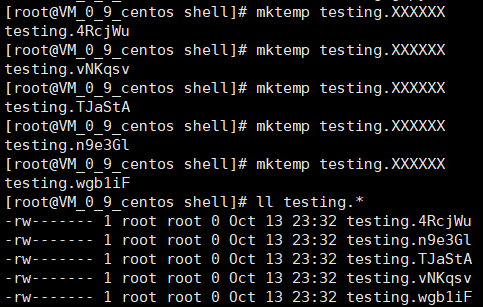 [root@VM_0_9_centos shell]# mktemp testing.XXXXXX
testing.4RcjWu
[root@VM_0_9_centos shell]# mktemp testing.XXXXXX
testing.vNKqsv
[root@VM_0_9_centos shell]# mktemp testing.XXXXXX
testing.TJaStA
[root@VM_0_9_centos shell]# mktemp testing.XXXXXX
testing.n9e3Gl
[root@VM_0_9_centos shell]# mktemp testing.XXXXXX
testing.wgb1iF
[root@VM_0_9_centos shell]# ll testing.*
-rw------- 1 root root 0 Oct 13 23:32 testing.4RcjWu
-rw------- 1 root root 0 Oct 13 23:32 testing.n9e3Gl
-rw------- 1 root root 0 Oct 13 23:32 testing.TJaStA
-rw------- 1 root root 0 Oct 13 23:32 testing.vNKqsv
-rw------- 1 root root 0 Oct 13 23:32 testing.wgb1iF